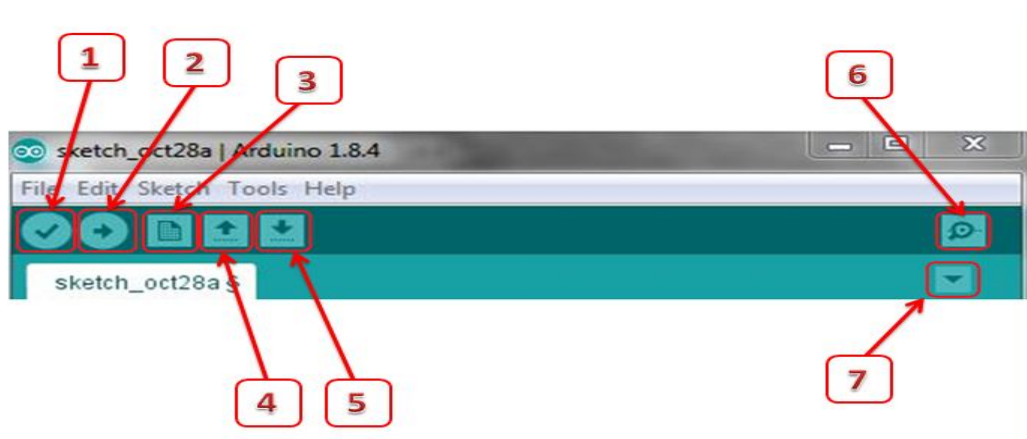 1
2
3
6
sketch_oct28a | Arduino 1.8.4
File Edit Sketch Tools Help
sketch_oct28a §
4
5
7